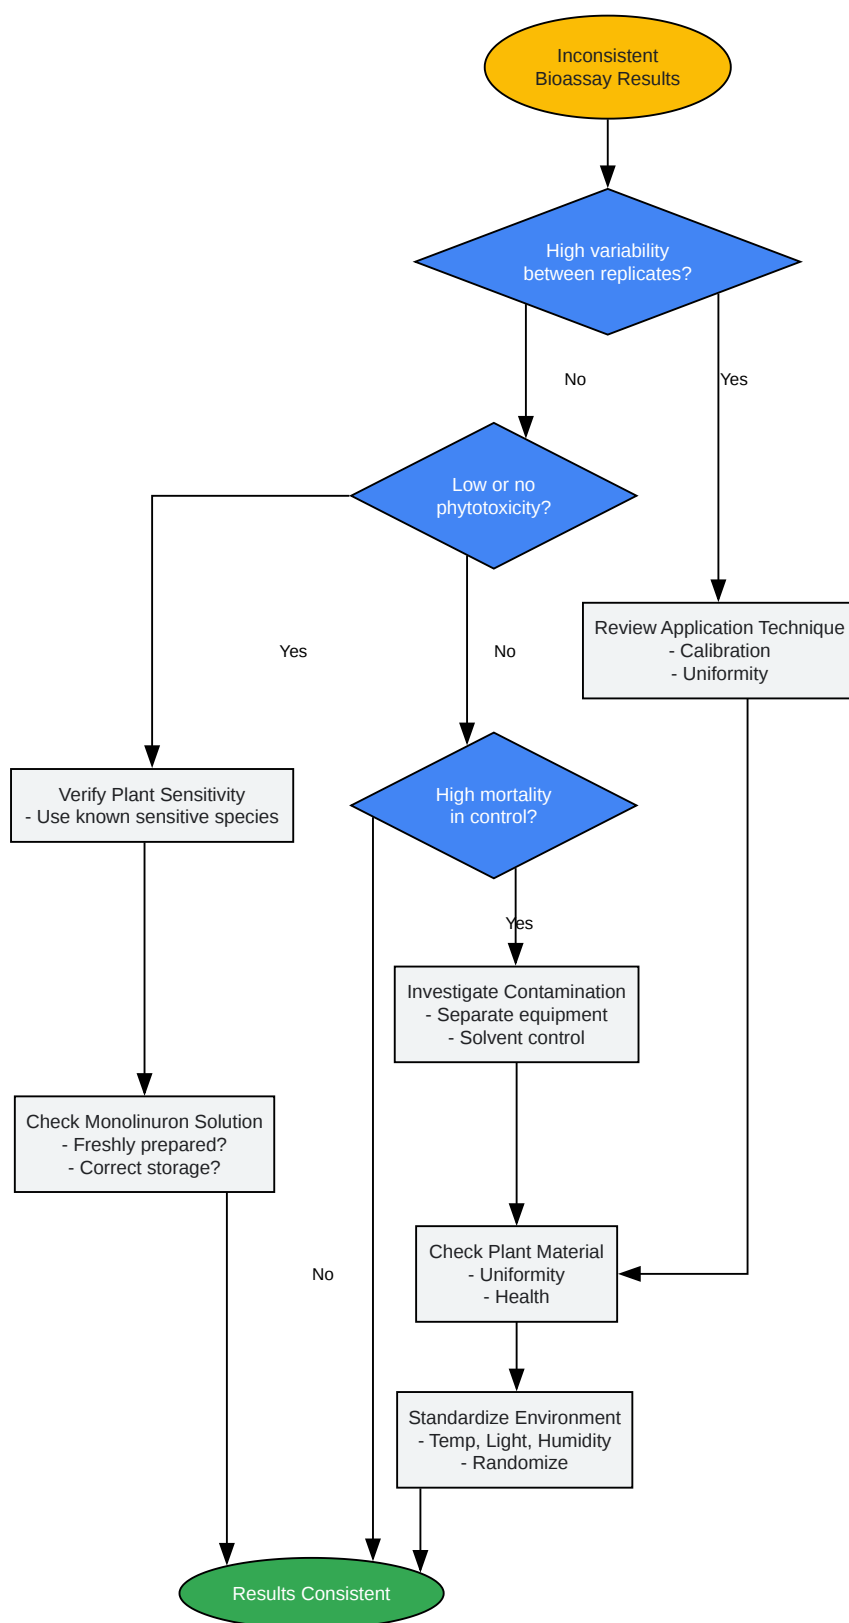 Inconsistent
Bioassay Results
High variability
between replicates?
No
Yes
Low or no
phytotoxicity?
Review Application Technique
- Calibration
- Uniformity
Yes
No
Verify Plant Sensitivity
- Use known sensitive species
High mortality
in control?
Yes
Investigate Contamination
- Separate equipment
- Solvent control
Check Monolinuron Solution
- Freshly prepared?
- Correct storage?
No
Check Plant Material
- Uniformity
- Health
Standardize Environment
- Temp, Light, Humidity
- Randomize
Results Consistent